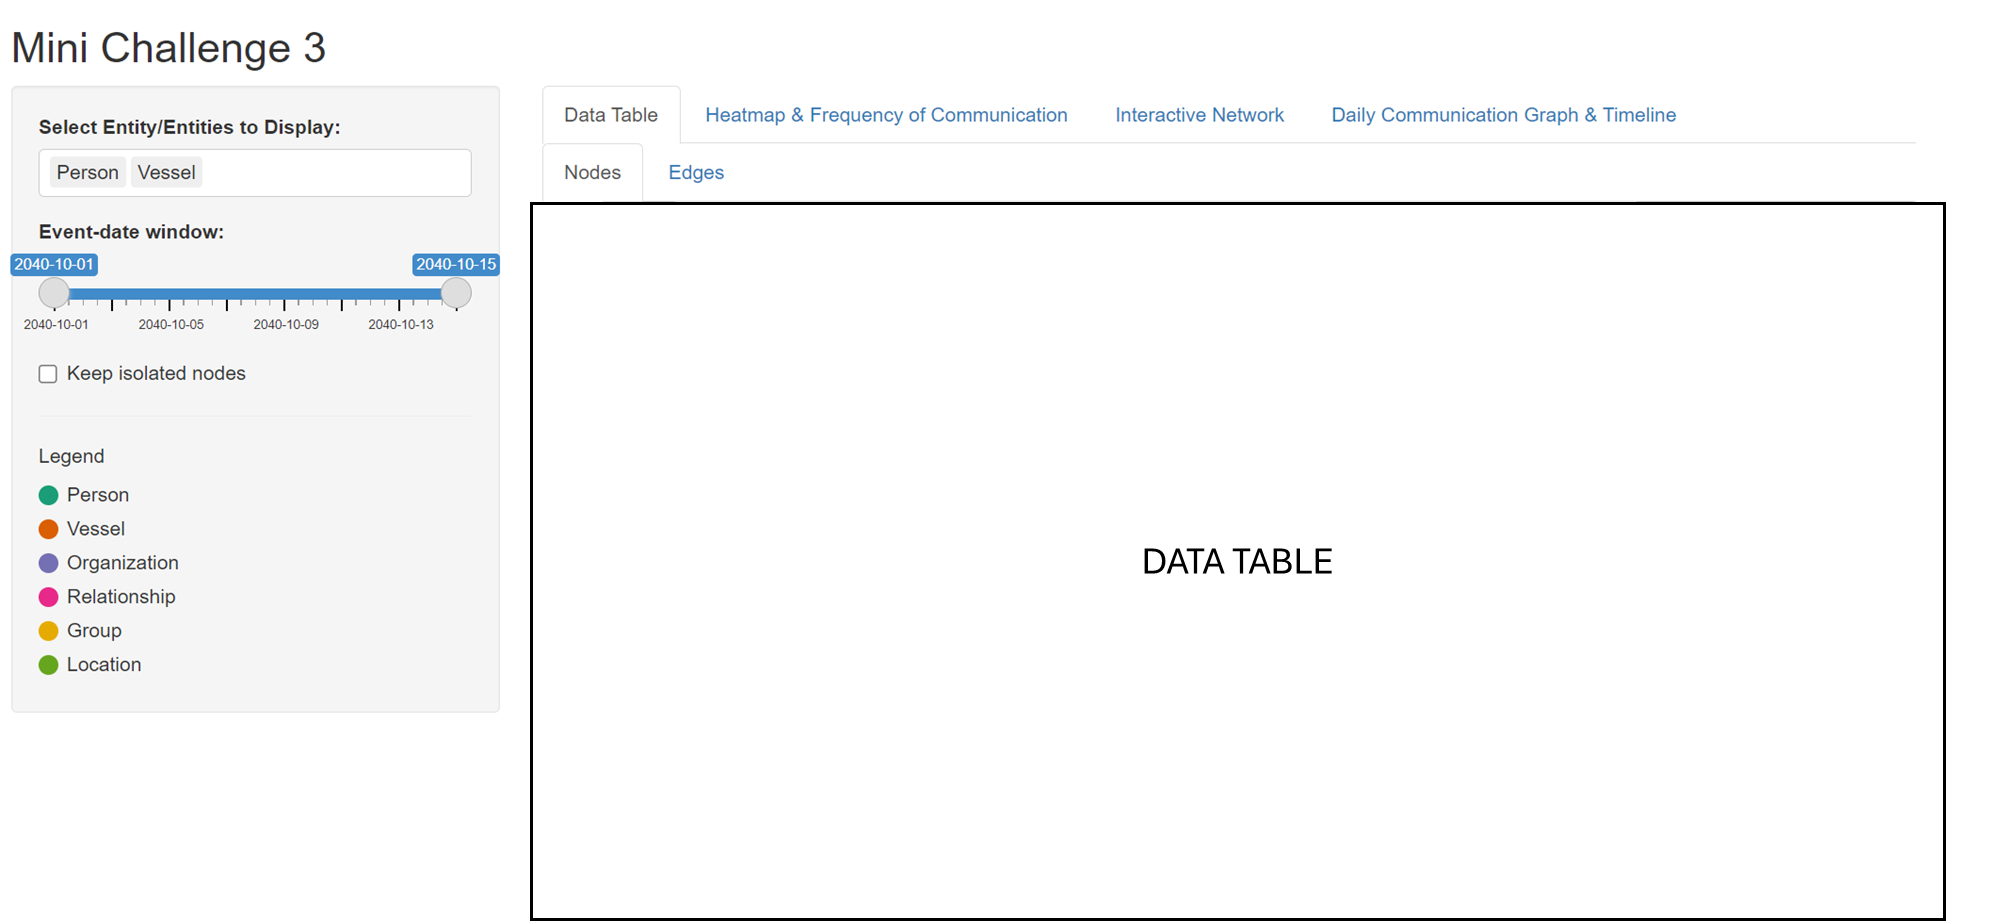 Mini Challenge 3
Select Entity/Entities to Display:
Person Vessel
Event-date window:
2040-10-01 2040-10-15
2040-10-01 2040-10-05 2040-10-09 2040-10-13
Keep isolated nodes
Legend
Person
Vessel
Organization
Relationship
Group
Location
Data Table Heatmap & Frequency of Communication Interactive Network Daily Communication Graph & Timeline
Nodes Edges
DATA TABLE